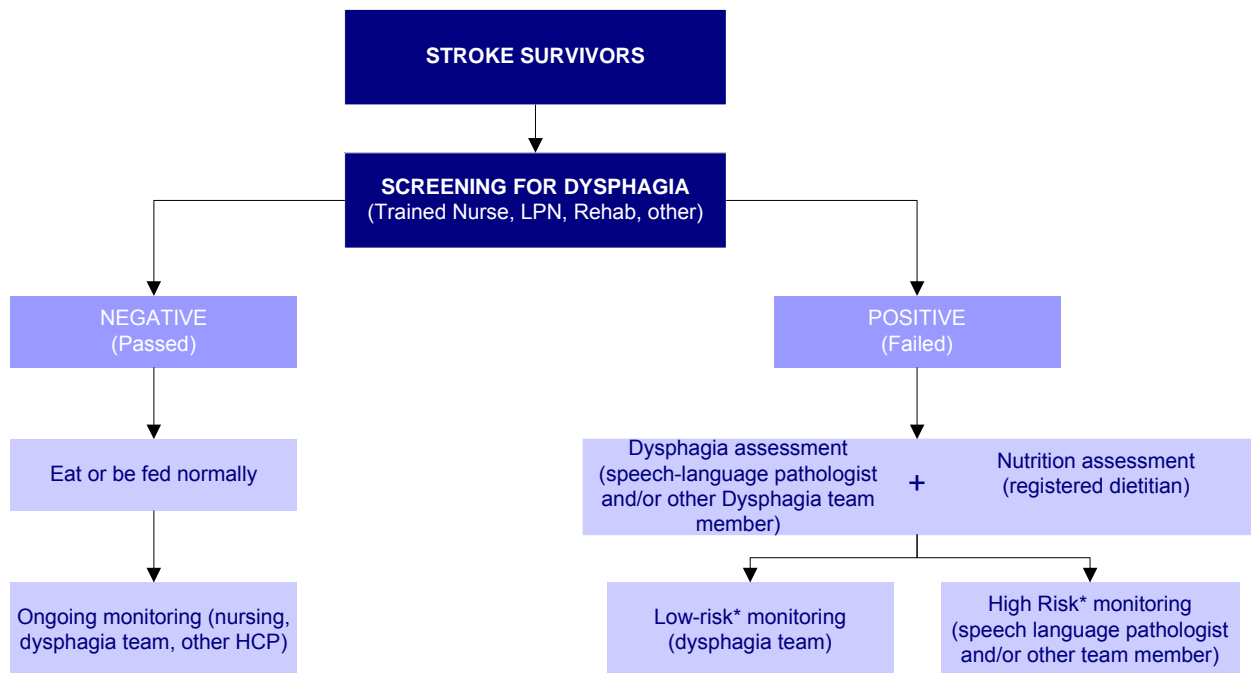 STROKE SURVIVORS
SCREENING FOR DYSPHAGIA
(Trained Nurse, LPN, Rehab, other)
NEGATIVE
(Passed)
POSITIVE
(Failed)
Eat or be fed normally
Dysphagia assessment
(speech-language pathologist
and/or other Dysphagia team
member)
+
Nutrition assessment
(registered dietitian)
Ongoing monitoring (nursing,
dysphagia team, other HCP)
Low-risk* monitoring
(dysphagia team)
High Risk* monitoring
(speech language pathologist
and/or other team member)